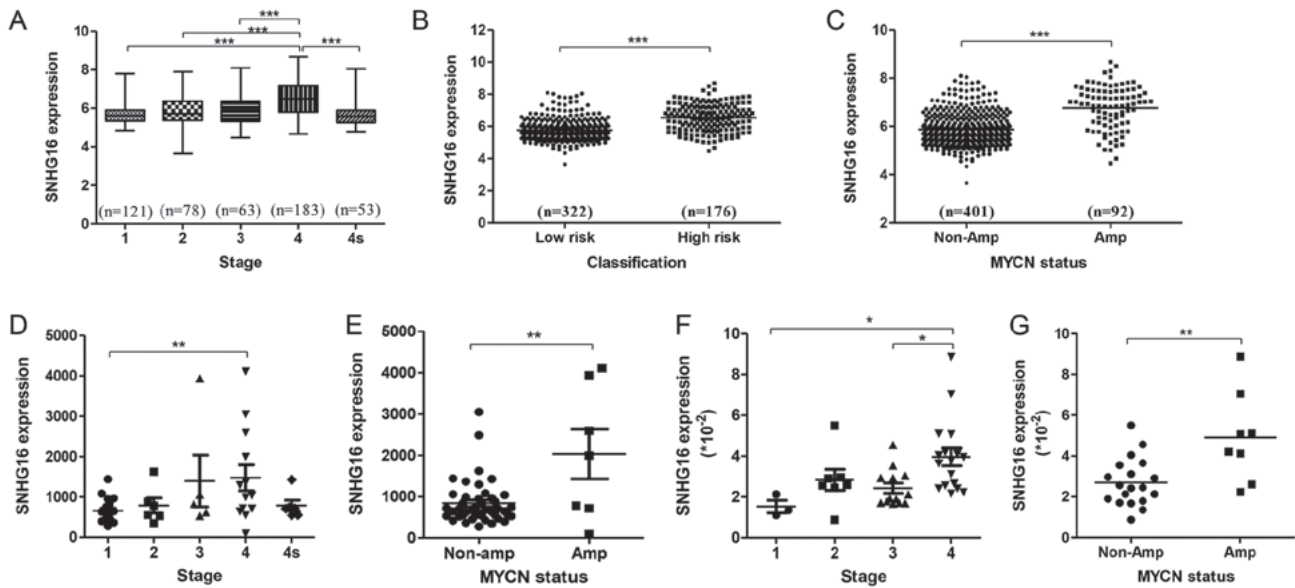 A
***
***
***
***
SNHG16 expression
10
8
6
4
2
0
(n=121) (n=78) (n=63) (n=183) (n=53)
1 2 3 4 4s
Stage
B
***
SNHG16 expression
12
10
8
6
4
2
0
(n=322) (n=176)
Low risk High risk
Classification
C
***
SNHG16 expression
10
8
6
4
2
(n=401) (n=92)
Non-Amp Amp
MYCN status
D
**
SNHG16 expression
5000
4000
3000
2000
1000
0
1 2 3 4 4s
Stage
E
**
SNHG16 expression
5000
4000
3000
2000
1000
0
Non-amp Amp
MYCN status
F
*
*
SNHG16 expression
(*10⁻²)
10
8
6
4
2
0
1 2 3 4
Stage
G
**
SNHG16 expression
(*10⁻²)
10
8
6
4
2
0
Non-Amp Amp
MYCN status